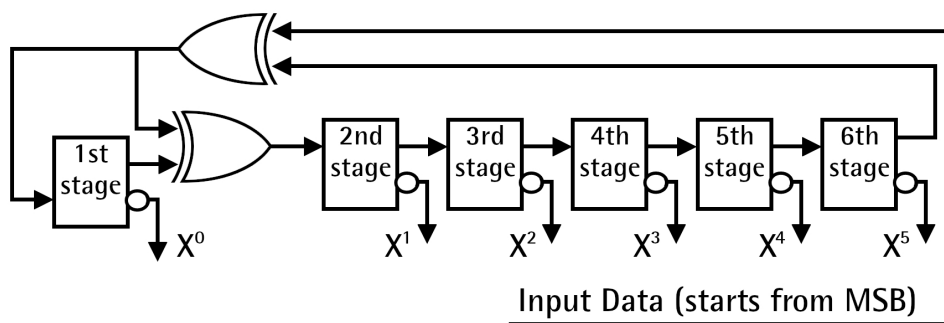 1st
stage
2nd
stage
3rd
stage
4th
stage
5th
stage
6th
stage
X⁰
X¹
X²
X³
X⁴
X⁵
Input Data (starts from MSB)